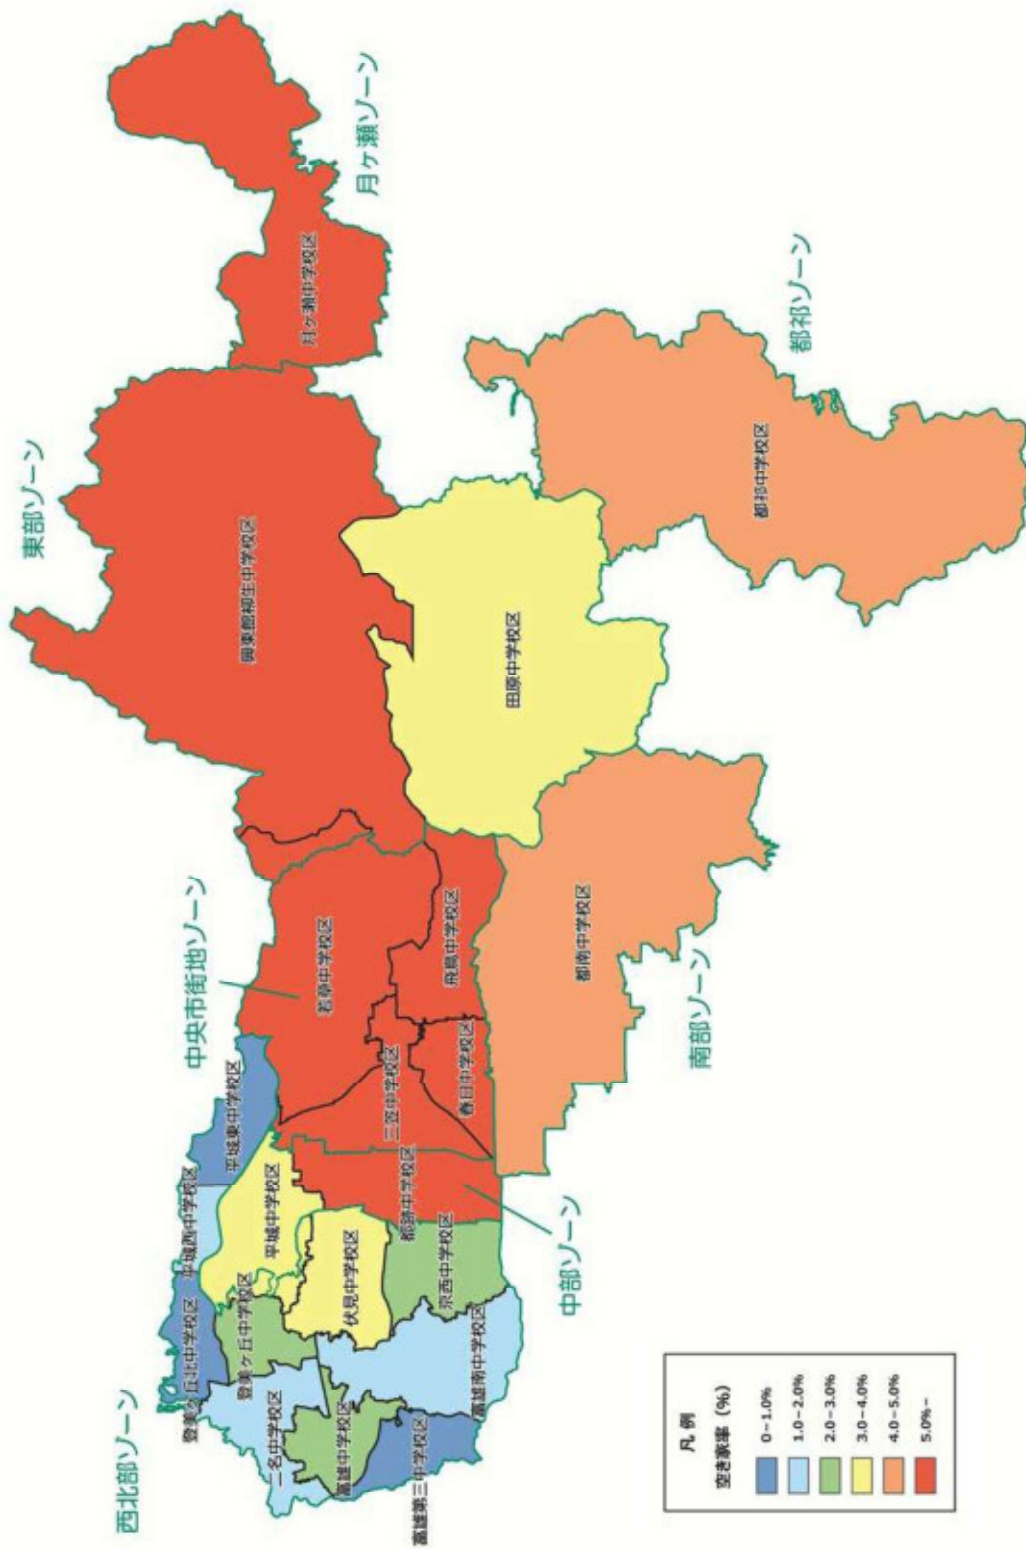 西北部ゾーン
中央市街地ゾーン
東部ゾーン
月ヶ瀬ゾーン
都祁ゾーン
南部ゾーン
中部ゾーン
登美ヶ丘北中学校区
平城西中学校区
平城東中学校区
登美ヶ丘中学校区
平城中学校区
二名中学校区
富雄中学校区
伏見中学校区
富雄第三中学校区
富雄南中学校区
京西中学校区
都跡中学校区
三笠中学校区
春日中学校区
若草中学校区
飛鳥中学校区
都南中学校区
興東館柳生中学校区
田原中学校区
月ヶ瀬中学校区
都祁中学校区
凡例
空き家率（%）
0－1.0%
1.0－2.0%
2.0－3.0%
3.0－4.0%
4.0－5.0%
5.0%－